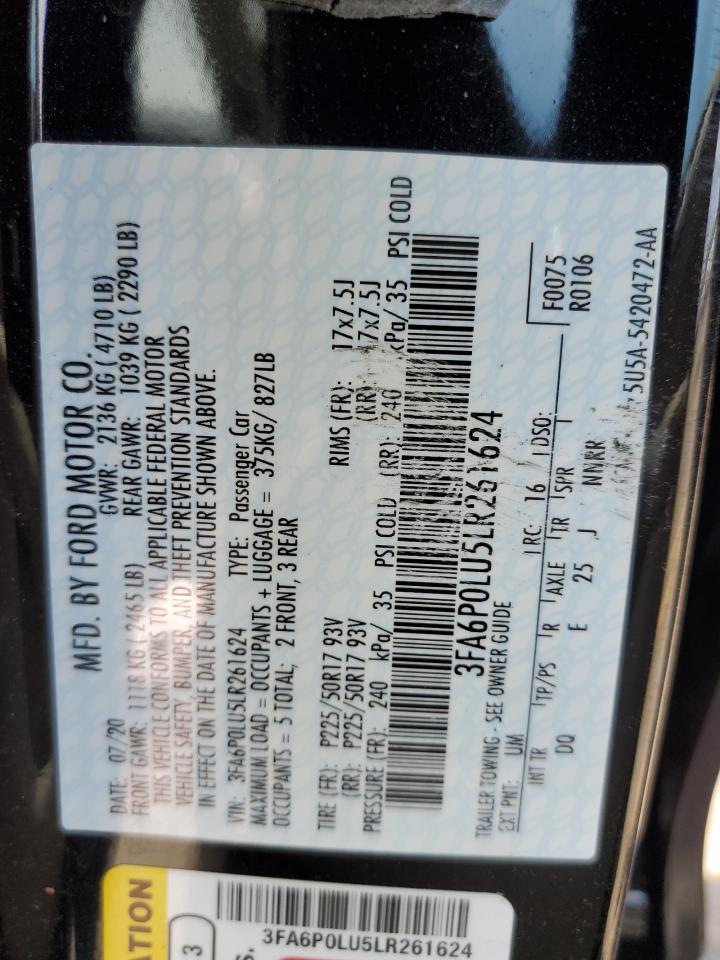 MFD. BY FORD MOTOR CO.
DATE: 07/20 GVWR: 2136 KG ( 4710 LB)
FRONT GAWR: 1118 KG ( 2465 LB) REAR GAWR: 1039 KG ( 2290 LB)
THIS VEHICLE CONFORMS TO ALL APPLICABLE FEDERAL MOTOR
VEHICLE SAFETY, BUMPER, AND THEFT PREVENTION STANDARDS
IN EFFECT ON THE DATE OF MANUFACTURE SHOWN ABOVE.
VIN: 3FA6P0LU5LR261624 TYPE: Passenger Car
MAXIMUM LOAD = OCCUPANTS + LUGGAGE = 375KG/ 827LB
OCCUPANTS = 5 TOTAL; 2 FRONT, 3 REAR
TIRE (FR): P225/50R17 93V RIMS (FR): 17x7.5J
(RR): P225/50R17 93V (RR): 17x7.5J
PRESSURE (FR): 240 kPa/ 35 PSI COLD (RR): 240 kPa/ 35 PSI COLD
3FA6P0LU5LR261624
TRAILER TOWING - SEE OWNER GUIDE
EXT PNT: UM RC: 16 DSO: F0075
R0106
INT TR TP/PS R AXLE TR SPR
DQ E 25 J NNRR
5U5A-5420472-AA
ATION
3
S.
3FA6P0LU5LR261624